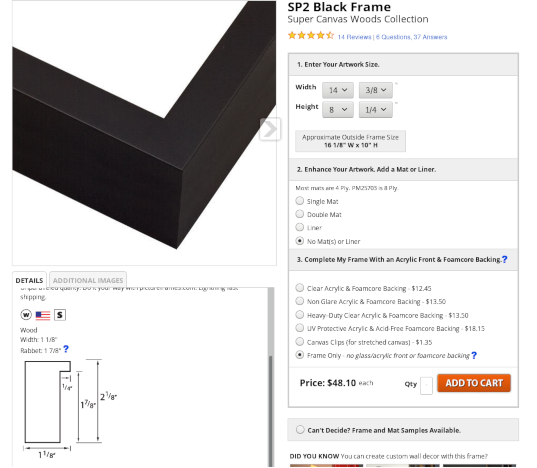 SP2 Black Frame
Super Canvas Woods Collection
14 Reviews | 6 Questions, 37 Answers
1. Enter Your Artwork Size.
Width 14 3/8 "
Height 8 1/4 "
Approximate Outside Frame Size
16 1/8" W x 10" H
2. Enhance Your Artwork. Add a Mat or Liner.
Most mats are 4 Ply. PM25703 is 8 Ply.
Single Mat
Double Mat
Liner
No Mat(s) or Liner
3. Complete My Frame With an Acrylic Front & Foamcore Backing. ?
Clear Acrylic & Foamcore Backing - $12.45
Non Glare Acrylic & Foamcore Backing - $13.50
Heavy-Duty Clear Acrylic & Foamcore Backing - $13.50
UV Protective Acrylic & Acid-Free Foamcore Backing - $18.15
Canvas Clips (for stretched canvas) - $1.35
Frame Only - no glass/acrylic front or foamcore backing ?
Price: $48.10 each
Qty
ADD TO CART
Can't Decide? Frame and Mat Samples Available.
DID YOU KNOW You can create custom wall decor with this frame?
DETAILS
ADDITIONAL IMAGES
quality. Do it your way with pictureframes.com. Lightning fast
shipping.
W S
Wood
Width: 1 1/8"
Rabbet: 1 7/8" ?
1/4"
1 7/8"
2 1/8"
1 1/8"